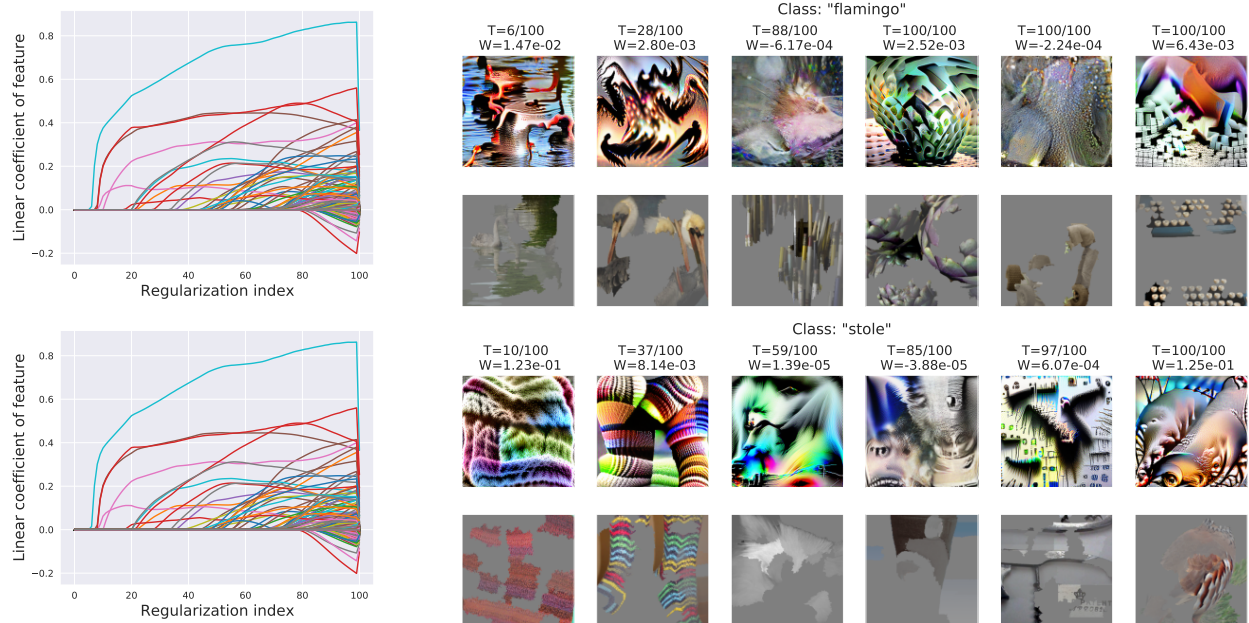 Class: "flamingo"
T=6/100
W=1.47e-02
T=28/100
W=2.80e-03
T=88/100
W=-6.17e-04
T=100/100
W=2.52e-03
T=100/100
W=-2.24e-04
T=100/100
W=6.43e-03
Linear coefficient of feature
0.8
0.6
0.4
0.2
0.0
−0.2
0 20 40 60 80 100
Regularization index
Class: "stole"
T=10/100
W=1.23e-01
T=37/100
W=8.14e-03
T=59/100
W=1.39e-05
T=85/100
W=-3.88e-05
T=97/100
W=6.07e-04
T=100/100
W=1.25e-01
Linear coefficient of feature
0.8
0.6
0.4
0.2
0.0
−0.2
0 20 40 60 80 100
Regularization index